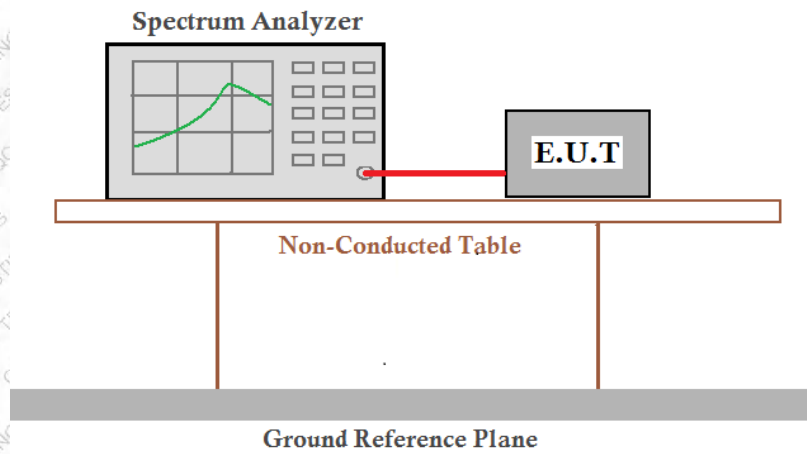 Spectrum Analyzer
E.U.T
Non-Conducted Table
Ground Reference Plane